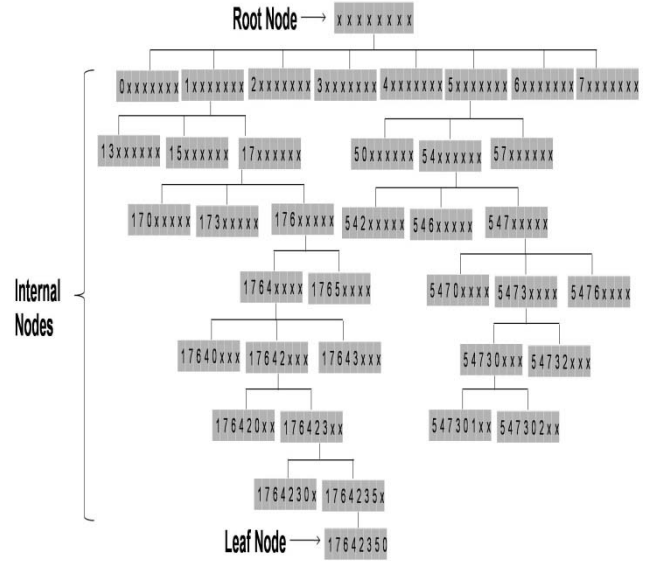 Root Node
x x x x x x x x
0xxxxxxx 1xxxxxxx 2xxxxxxx 3xxxxxxx 4xxxxxxx 5xxxxxxx 6xxxxxxx 7xxxxxxx
13xxxxxx 15xxxxxx 17xxxxxx 50xxxxxx 54xxxxxx 57xxxxxx
170xxxxx 173xxxxx 176xxxxx 542xxxxx 546xxxxx 547xxxxx
Internal
Nodes
1764xxxx 1765xxxx 5470xxxx 5473xxxx 5476xxxx
17640xxx 17642xxx 17643xxx 54730xxx 54732xxx
176420xx 176423xx 547301xx 547302xx
1764230x 1764235x
Leaf Node
17642350